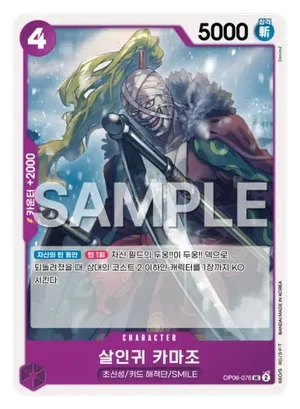 4
5000
참격
斬
카운터 +2000
SAMPLE
자신의 턴 동안 턴 1회 자신 필드의 두웅!!이 두웅!! 덱으로
되돌려졌을 때, 상대의 코스트 2 이하인 캐릭터를 1장까지 KO
시킨다.
CHARACTER
살인귀 카마조
초신성/키드 해적단/SMILE
OP06-076 UC 2